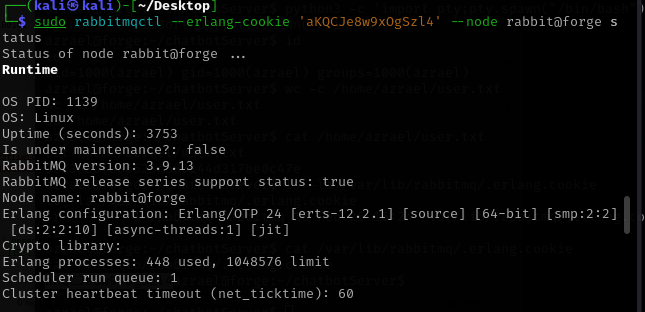 (kali㉿kali)-[~/Desktop]
$ sudo rabbitmqctl --erlang-cookie 'aKQCJe8w9xOgSzl4' --node rabbit@forge s
tatus
Status of node rabbit@forge ...
Runtime
OS PID: 1139
OS: Linux
Uptime (seconds): 3753
Is under maintenance?: false
RabbitMQ version: 3.9.13
RabbitMQ release series support status: true
Node name: rabbit@forge
Erlang configuration: Erlang/OTP 24 [erts-12.2.1] [source] [64-bit] [smp:2:2]
[ds:2:2:10] [async-threads:1] [jit]
Crypto library:
Erlang processes: 448 used, 1048576 limit
Scheduler run queue: 1
Cluster heartbeat timeout (net_ticktime): 60